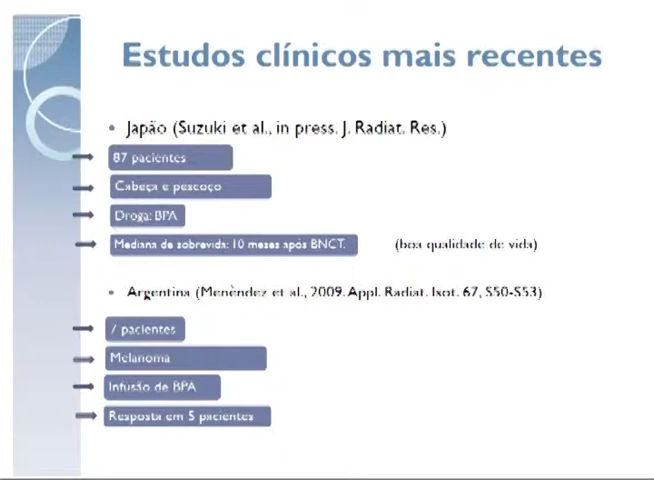 Estudos clínicos mais recentes
• Japão (Suzuki et al., in press. J. Radiat. Res.)
87 pacientes
Cabeça e pescoço
Droga: BPA
Mediana de sobrevida: 10 meses após BNCT. (boa qualidade de vida)
• Argentina (Menèndez et al., 2009. Appl. Radiat. Isot. 67, S50-S53)
7 pacientes
Melanoma
Infusão de BPA
Resposta em 5 pacientes